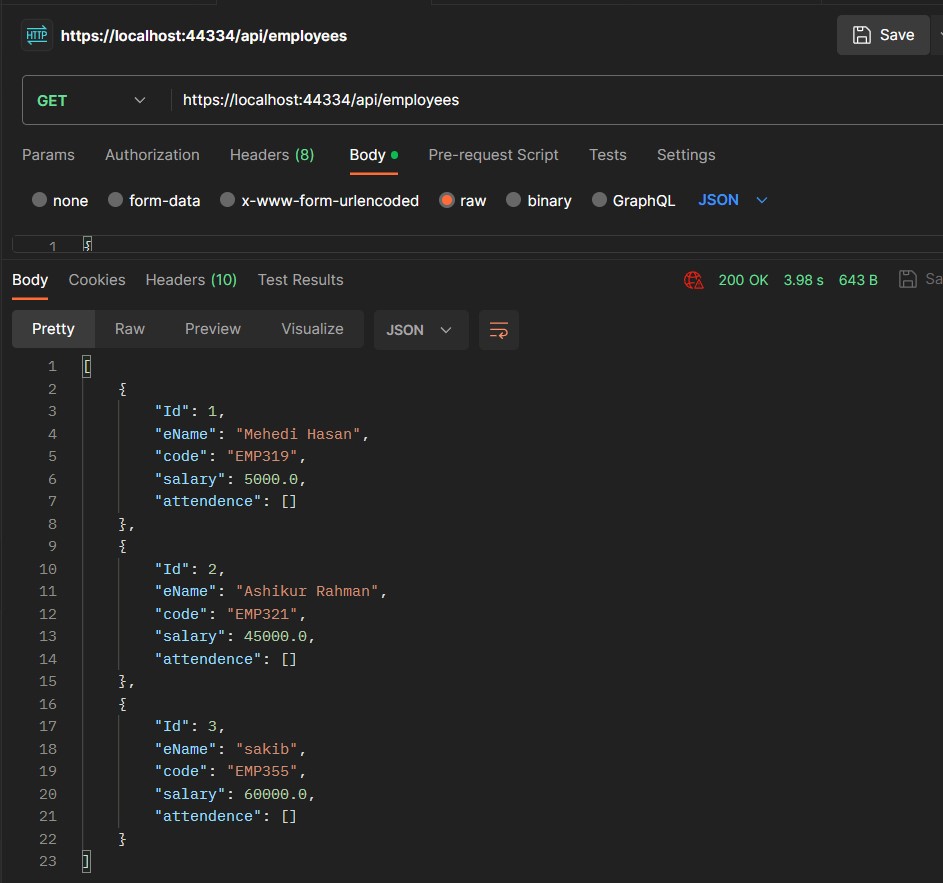 HTTP https://localhost:44334/api/employees Save
GET https://localhost:44334/api/employees
Params Authorization Headers (8) Body Pre-request Script Tests Settings
none form-data x-www-form-urlencoded raw binary GraphQL JSON
1 {
Body Cookies Headers (10) Test Results 200 OK 3.98 s 643 B Sa
Pretty Raw Preview Visualize JSON
1 [
2 {
3 "Id": 1,
4 "eName": "Mehedi Hasan",
5 "code": "EMP319",
6 "salary": 5000.0,
7 "attendence": []
8 },
9 {
10 "Id": 2,
11 "eName": "Ashikur Rahman",
12 "code": "EMP321",
13 "salary": 45000.0,
14 "attendence": []
15 },
16 {
17 "Id": 3,
18 "eName": "sakib",
19 "code": "EMP355",
20 "salary": 60000.0,
21 "attendence": []
22 }
23 ]